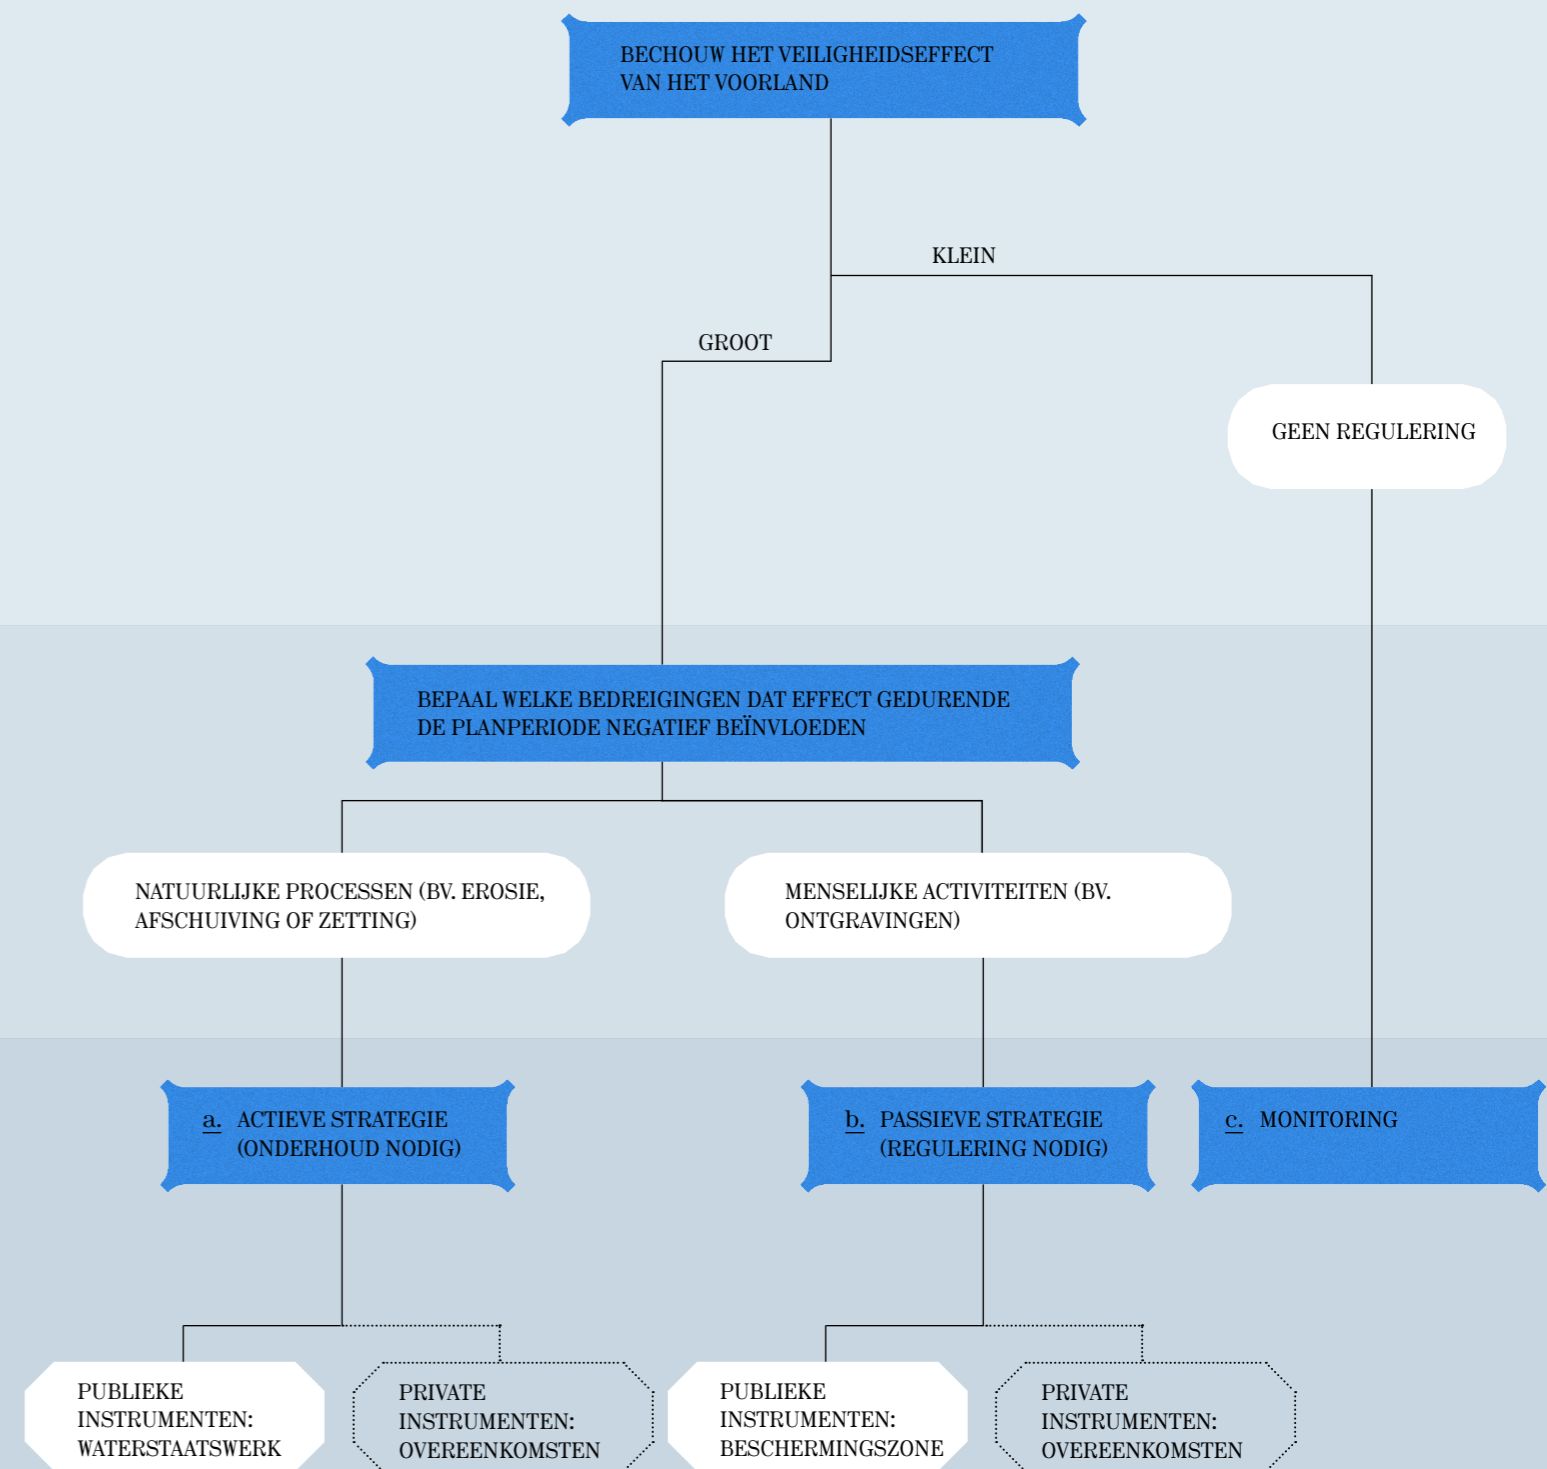 BECHOUW HET VEILIGHEIDSEFFECT
VAN HET VOORLAND
KLEIN
GROOT
GEEN REGULERING
BEPAAL WELKE BEDREIGINGEN DAT EFFECT GEDURENDE
DE PLANPERIODE NEGATIEF BEÏNVLOEDEN
NATUURLIJKE PROCESSEN (BV. EROSIE,
AFSCHUIVING OF ZETTING)
MENSELIJKE ACTIVITEITEN (BV.
ONTGRAVINGEN)
a. ACTIEVE STRATEGIE
(ONDERHOUD NODIG)
b. PASSIEVE STRATEGIE
(REGULERING NODIG)
c. MONITORING
PUBLIEKE
INSTRUMENTEN:
WATERSTAATSWERK
PRIVATE
INSTRUMENTEN:
OVEREENKOMSTEN
PUBLIEKE
INSTRUMENTEN:
BESCHERMINGSZONE
PRIVATE
INSTRUMENTEN:
OVEREENKOMSTEN